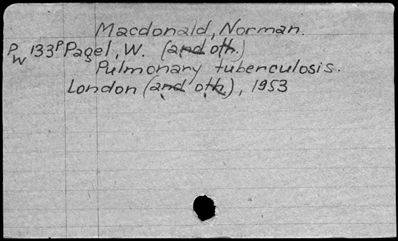 Macdonald, Norman.
PW 133P Pagel, W. (and oth.)
Pulmonary tuberculosis.
London (and oth.), 1953